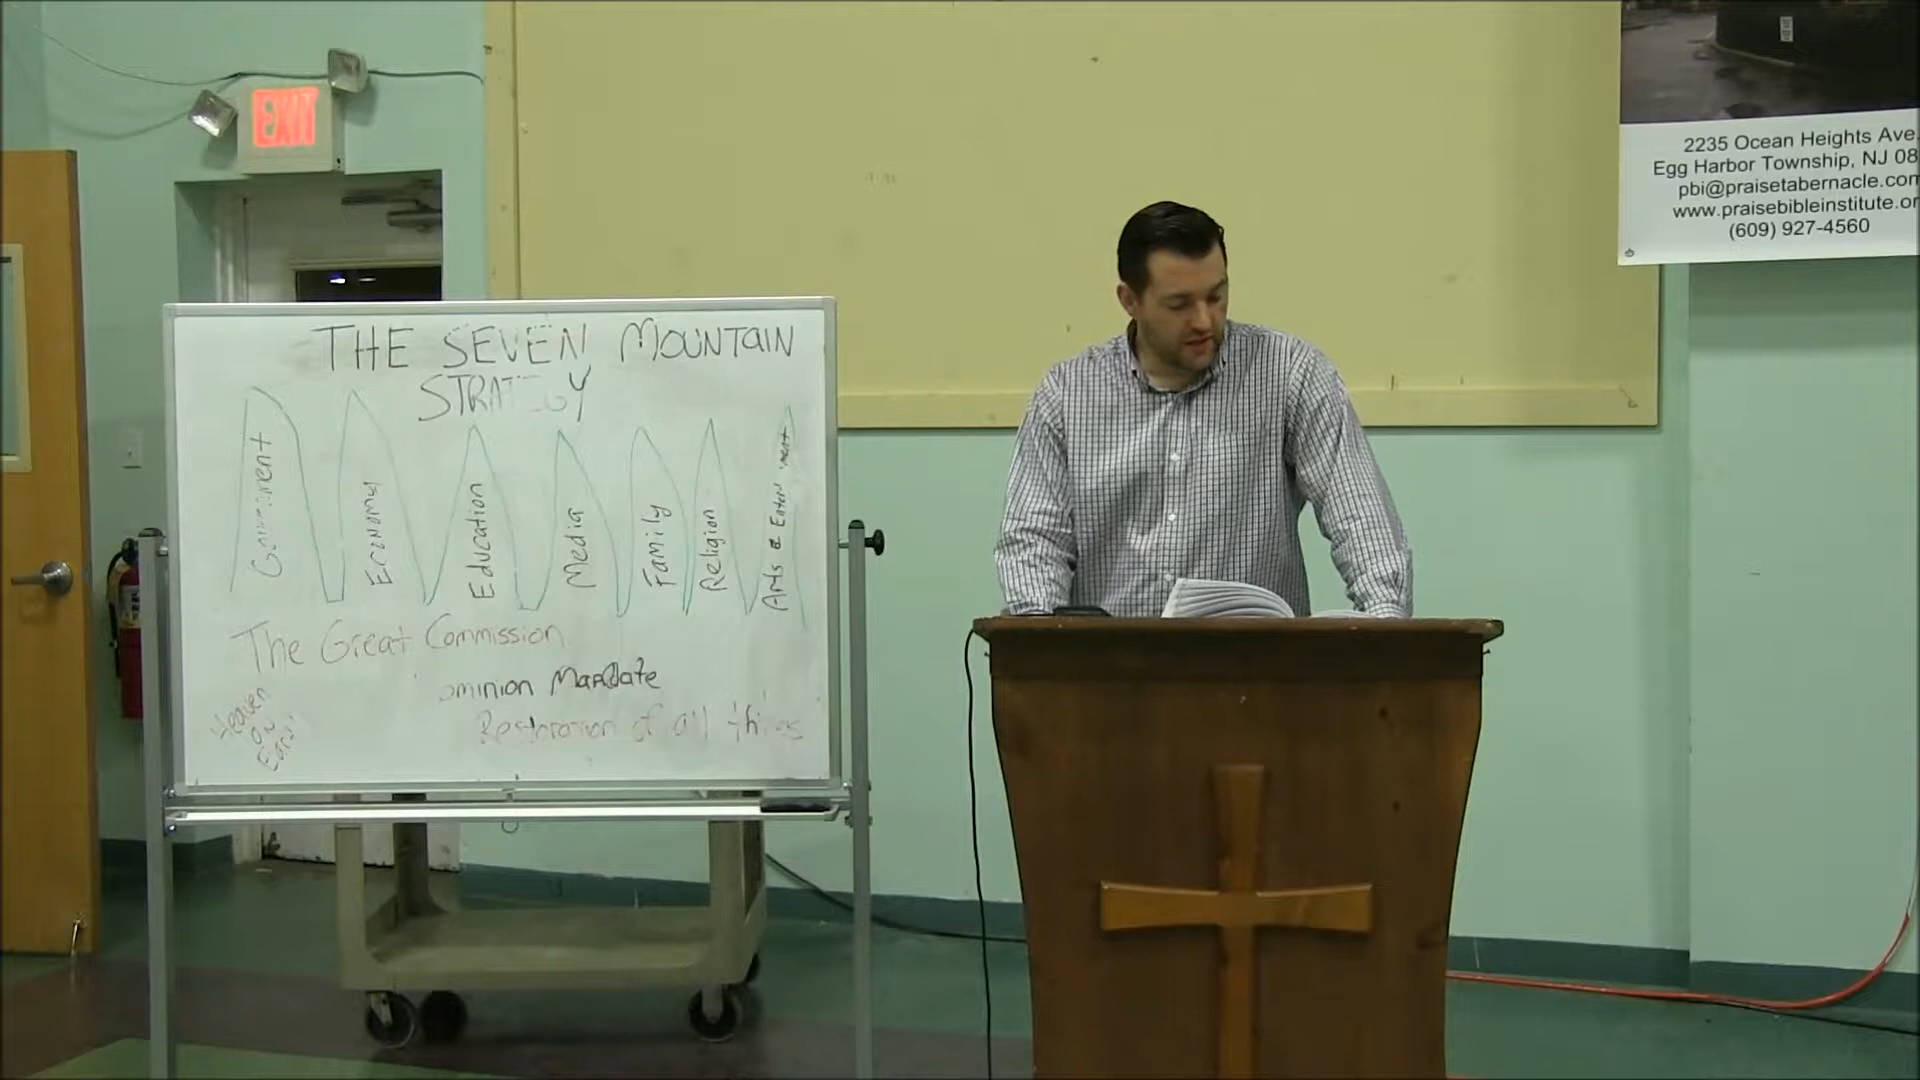 EXIT
2235 Ocean Heights Ave.
Egg Harbor Township, NJ 08
pbi@praisetabernacle.com
www.praisebibleinstitute.or
(609) 927-4560
THE SEVEN MOUNTAIN
STRATEGY
Government
Economy
Education
Media
Family
Religion
Arts &
The Great Commission
ominion Mandate
Restoration of all things
Heaven
on
Earth